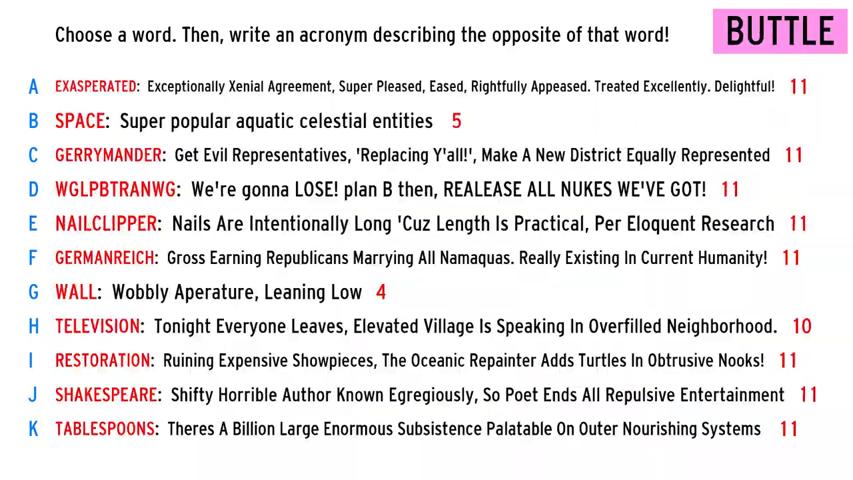 Choose a word. Then, write an acronym describing the opposite of that word!
BUTTLE
A EXASPERATED: Exceptionally Xenial Agreement, Super Pleased, Eased, Rightfully Appeased. Treated Excellently. Delightful! 11
B SPACE: Super popular aquatic celestial entities 5
C GERRYMANDER: Get Evil Representatives, 'Replacing Y'all!', Make A New District Equally Represented 11
D WGLPBTRANWG: We're gonna LOSE! plan B then, REALEASE ALL NUKES WE'VE GOT! 11
E NAILCLIPPER: Nails Are Intentionally Long 'Cuz Length Is Practical, Per Eloquent Research 11
F GERMANREICH: Gross Earning Republicans Marrying All Namaquas. Really Existing In Current Humanity! 11
G WALL: Wobbly Aperature, Leaning Low 4
H TELEVISION: Tonight Everyone Leaves, Elevated Village Is Speaking In Overfilled Neighborhood. 10
I RESTORATION: Ruining Expensive Showpieces, The Oceanic Repainter Adds Turtles In Obtrusive Nooks! 11
J SHAKESPEARE: Shifty Horrible Author Known Egregiously, So Poet Ends All Repulsive Entertainment 11
K TABLESPOONS: Theres A Billion Large Enormous Subsistence Palatable On Outer Nourishing Systems 11